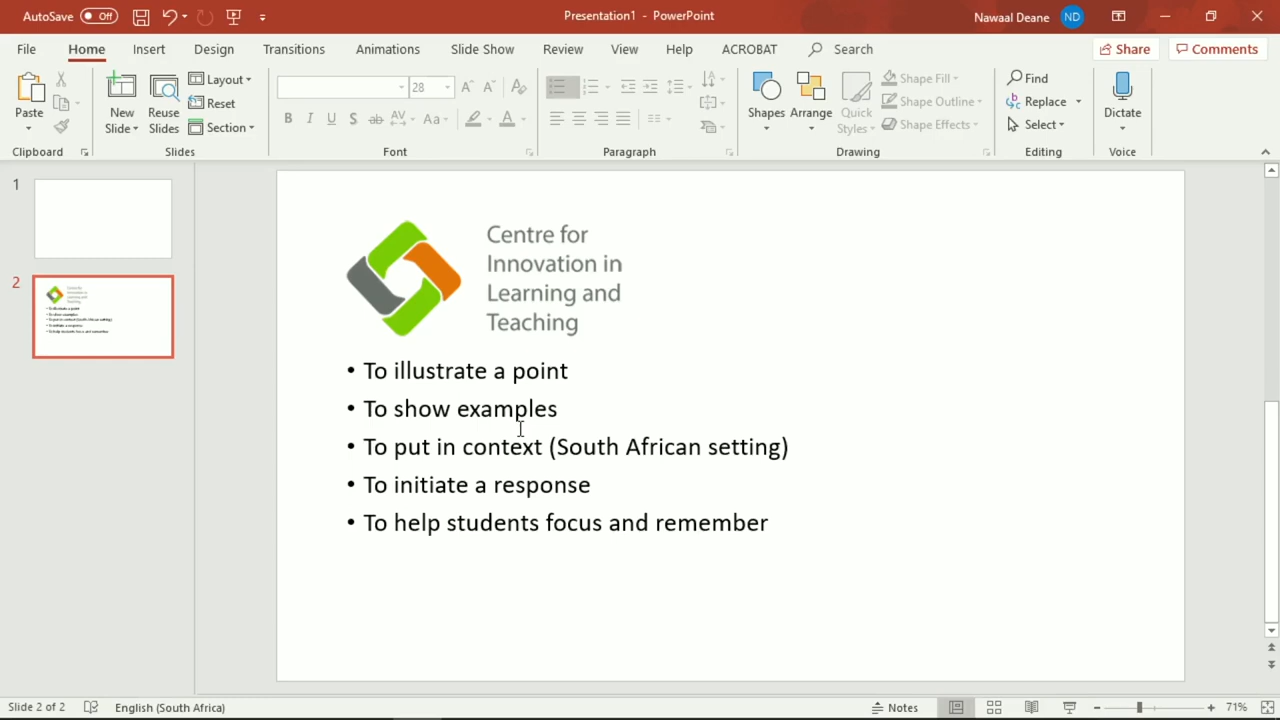 AutoSave Off
Presentation1 - PowerPoint
Nawaal Deane ND
File Home Insert Design Transitions Animations Slide Show Review View Help ACROBAT Search
Share Comments
Paste
Clipboard
New Slide
Reuse Slides
Layout
Reset
Section
Slides
28
B I U S ab AV Aa A
Font
Paragraph
Shapes
Arrange
Quick Styles
Shape Fill
Shape Outline
Shape Effects
Drawing
Find
Replace
Select
Editing
Dictate
Voice
1
2
Centre for
Innovation in
Learning and
Teaching
• To illustrate a point
• To show examples
• To put in context (South African setting)
• To initiate a response
• To help students focus and remember
Slide 2 of 2 English (South Africa) Notes 71%